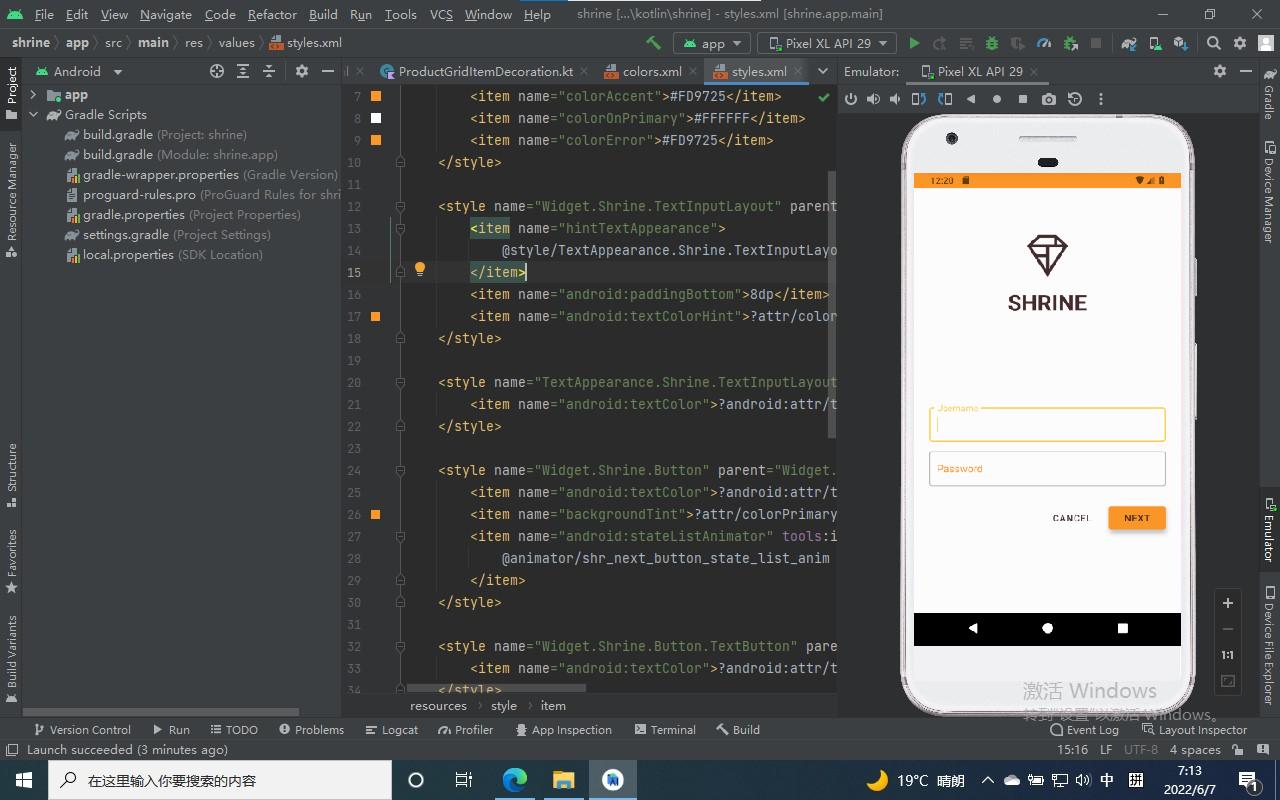 File Edit View Navigate Code Refactor Build Run Tools VCS Window Help shrine [...\kotlin\shrine] - styles.xml [shrine.app.main]
shrine app src main res values styles.xml app Pixel XL API 29
Android ProductGridItemDecoration.kt colors.xml styles.xml Emulator: Pixel XL API 29
Project
Resource Manager
Structure
Favorites
Build Variants
app
Gradle Scripts
build.gradle (Project: shrine)
build.gradle (Module: shrine.app)
gradle-wrapper.properties (Gradle Version)
proguard-rules.pro (ProGuard Rules for shri
gradle.properties (Project Properties)
settings.gradle (Project Settings)
local.properties (SDK Location)
7 <item name="colorAccent">#FD9725</item>
8 <item name="colorOnPrimary">#FFFFFF</item>
9 <item name="colorError">#FD9725</item>
10 </style>
11
12 <style name="Widget.Shrine.TextInputLayout" parent
13 <item name="hintTextAppearance">
14 @style/TextAppearance.Shrine.TextInputLayo
15 </item>
16 <item name="android:paddingBottom">8dp</item>
17 <item name="android:textColorHint">?attr/color
18 </style>
19
20 <style name="TextAppearance.Shrine.TextInputLayout
21 <item name="android:textColor">?android:attr/t
22 </style>
23
24 <style name="Widget.Shrine.Button" parent="Widget.
25 <item name="android:textColor">?android:attr/t
26 <item name="backgroundTint">?attr/colorPrimary
27 <item name="android:stateListAnimator" tools:i
28 @animator/shr_next_button_state_list_anim
29 </item>
30 </style>
31
32 <style name="Widget.Shrine.Button.TextButton" pare
33 <item name="android:textColor">?android:attr/t
34 </style>
resources style item
12:20
SHRINE
Username
Password
CANCEL NEXT
1:1
Gradle
Device Manager
Emulator
Device File Explorer
激活 Windows
转到"设置"以激活 Windows。
Version Control Run TODO Problems Logcat Profiler App Inspection Terminal Build Event Log Layout Inspector
Launch succeeded (3 minutes ago) 15:16 LF UTF-8 4 spaces
在这里输入你要搜索的内容 19°C 晴朗 中 拼 7:13
2022/6/7
1